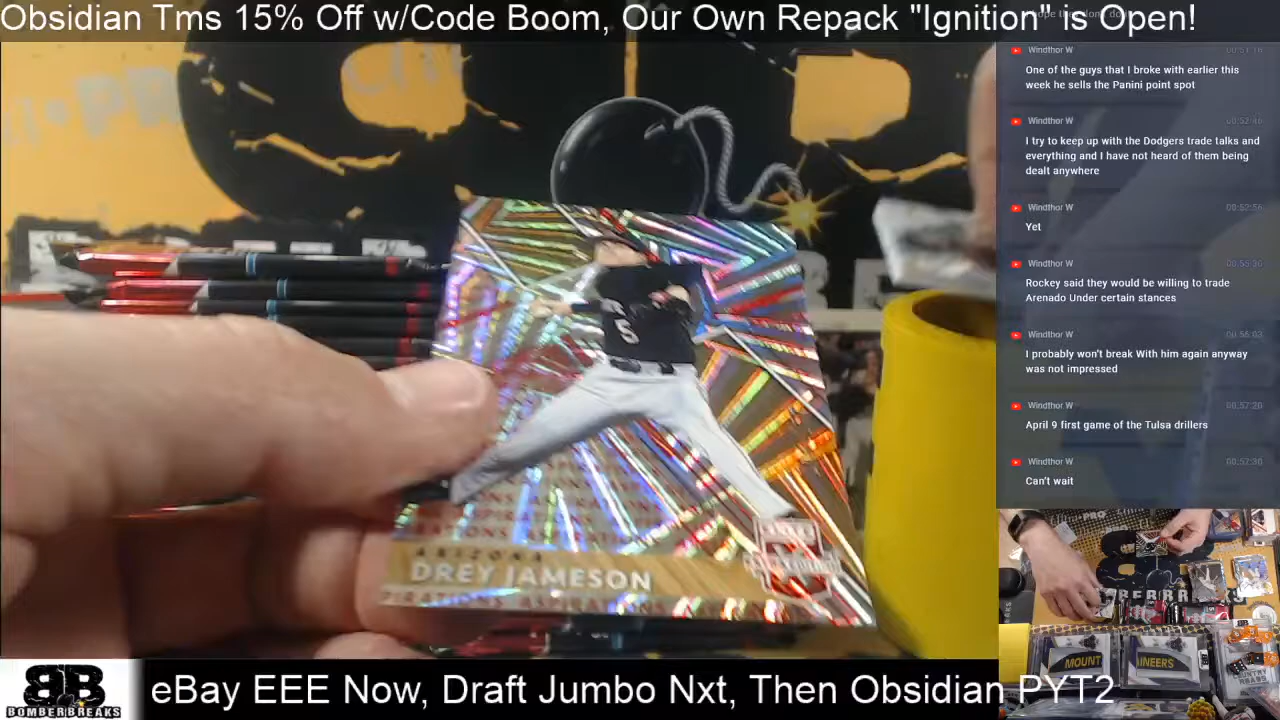 Obsidian Tms 15% Off w/Code Boom, Our Own Repack "Ignition" is Open!
Windthor W
One of the guys that I broke with earlier this
week he sells the Panini point spot
Windthor W
I try to keep up with the Dodgers trade talks and
everything and I have not heard of them being
dealt anywhere
Windthor W
Yet
Windthor W
Rockey said they would be willing to trade
Arenado Under certain stances
Windthor W
I probably won't break With him again anyway
was not impressed
Windthor W
April 9 first game of the Tulsa drillers
Windthor W
Can't wait
5
ARIZONA
DREY JAMESON
ASPIRATIONS
MOUNT
AINEERS
BOMBERBREAKS
eBay EEE Now, Draft Jumbo Nxt, Then Obsidian PYT2